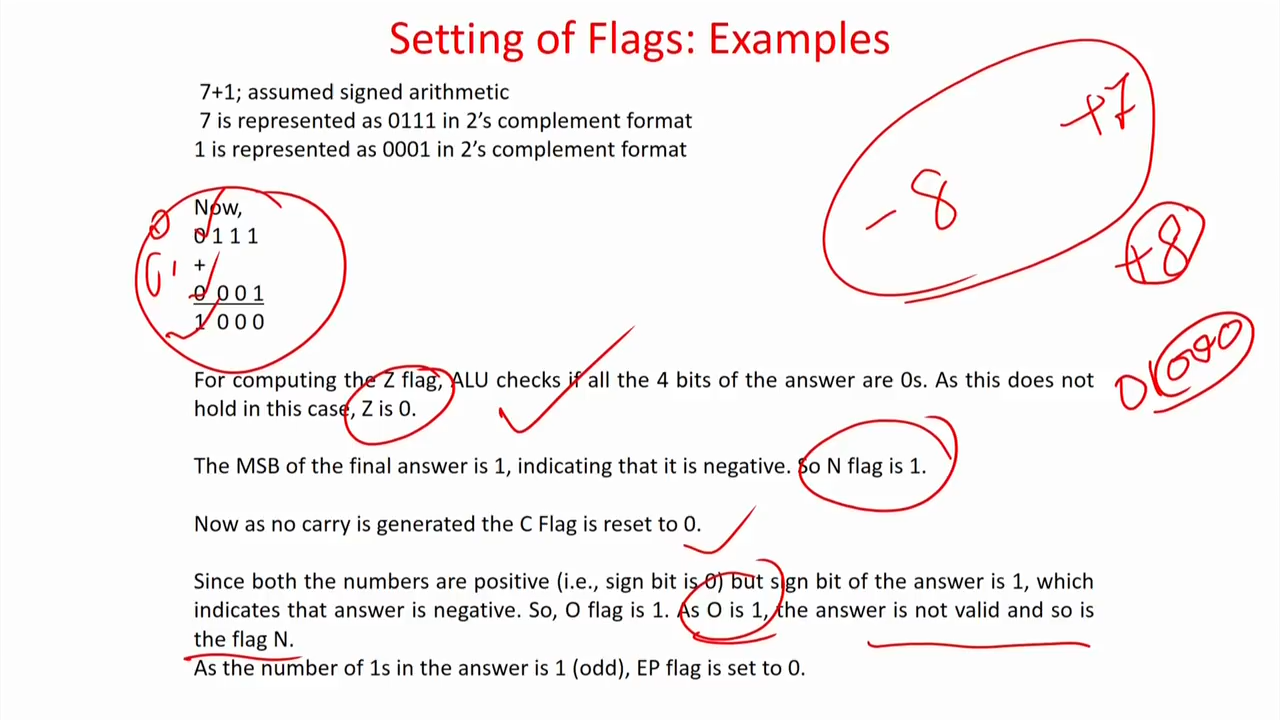 Setting of Flags: Examples
7+1; assumed signed arithmetic
7 is represented as 0111 in 2's complement format
1 is represented as 0001 in 2's complement format
+7
-8
+8
Now,
0 1 1 1
+
0 0 0 1
1 0 0 0
01000
For computing the Z flag, ALU checks if all the 4 bits of the answer are 0s. As this does not
hold in this case, Z is 0.
The MSB of the final answer is 1, indicating that it is negative. So N flag is 1.
Now as no carry is generated the C Flag is reset to 0.
Since both the numbers are positive (i.e., sign bit is 0) but sign bit of the answer is 1, which
indicates that answer is negative. So, O flag is 1. As O is 1, the answer is not valid and so is
the flag N.
As the number of 1s in the answer is 1 (odd), EP flag is set to 0.